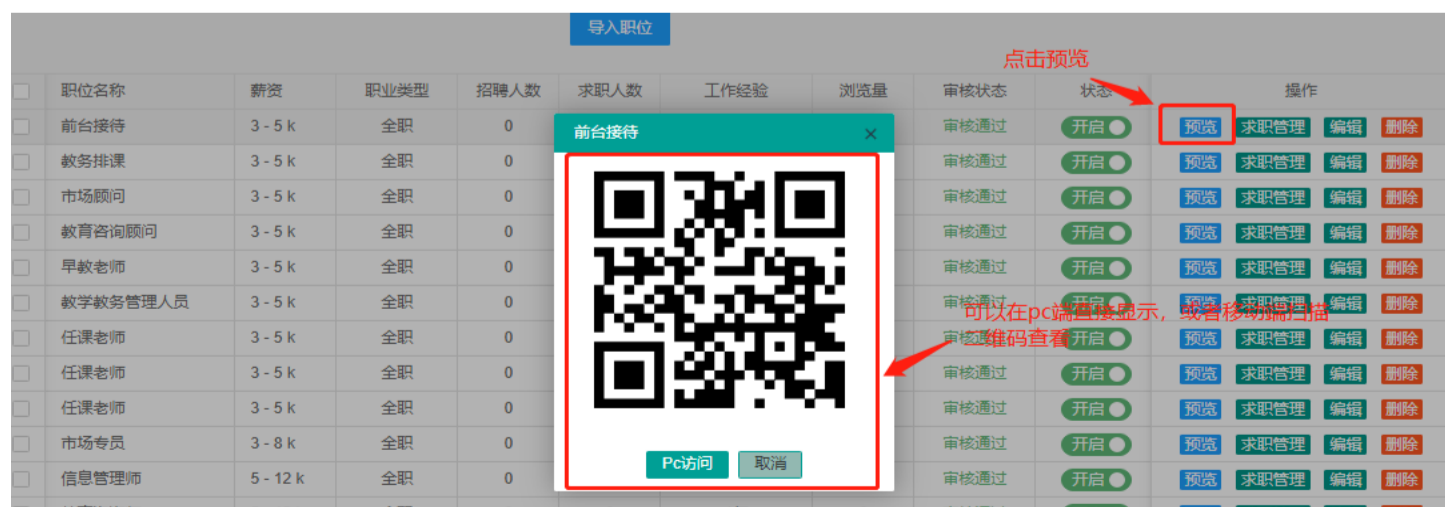 导入职位
点击预览
职位名称 薪资 职业类型 招聘人数 求职人数 工作经验 浏览量 审核状态 状态 操作
前台接待 3 - 5 k 全职 0 前台接待 × 审核通过 开启 预览 求职管理 编辑 删除
教务排课 3 - 5 k 全职 0 审核通过 开启 预览 求职管理 编辑 删除
市场顾问 3 - 5 k 全职 0 审核通过 开启 预览 求职管理 编辑 删除
教育咨询顾问 3 - 5 k 全职 0 审核通过 开启 预览 求职管理 编辑 删除
早教老师 3 - 5 k 全职 0 审核通过 开启 预览 求职管理 编辑 删除
教学教务管理人员 3 - 5 k 全职 0 审核通过 开启 预览 求职管理 编辑 删除
可以在pc端直接显示，或者移动端扫描
二维码查看
任课老师 3 - 5 k 全职 0 审核通过 开启 预览 求职管理 编辑 删除
任课老师 3 - 5 k 全职 0 审核通过 开启 预览 求职管理 编辑 删除
任课老师 3 - 5 k 全职 0 审核通过 开启 预览 求职管理 编辑 删除
市场专员 3 - 8 k 全职 0 审核通过 开启 预览 求职管理 编辑 删除
Pc访问 取消
信息管理师 5 - 12 k 全职 0 审核通过 开启 预览 求职管理 编辑 删除